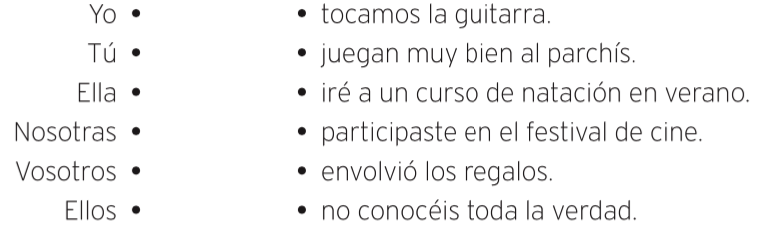 Yo • • tocamos la guitarra.
Tú • • juegan muy bien al parchís.
Ella • • iré a un curso de natación en verano.
Nosotras • • participaste en el festival de cine.
Vosotros • • envolvió los regalos.
Ellos • • no conocéis toda la verdad.